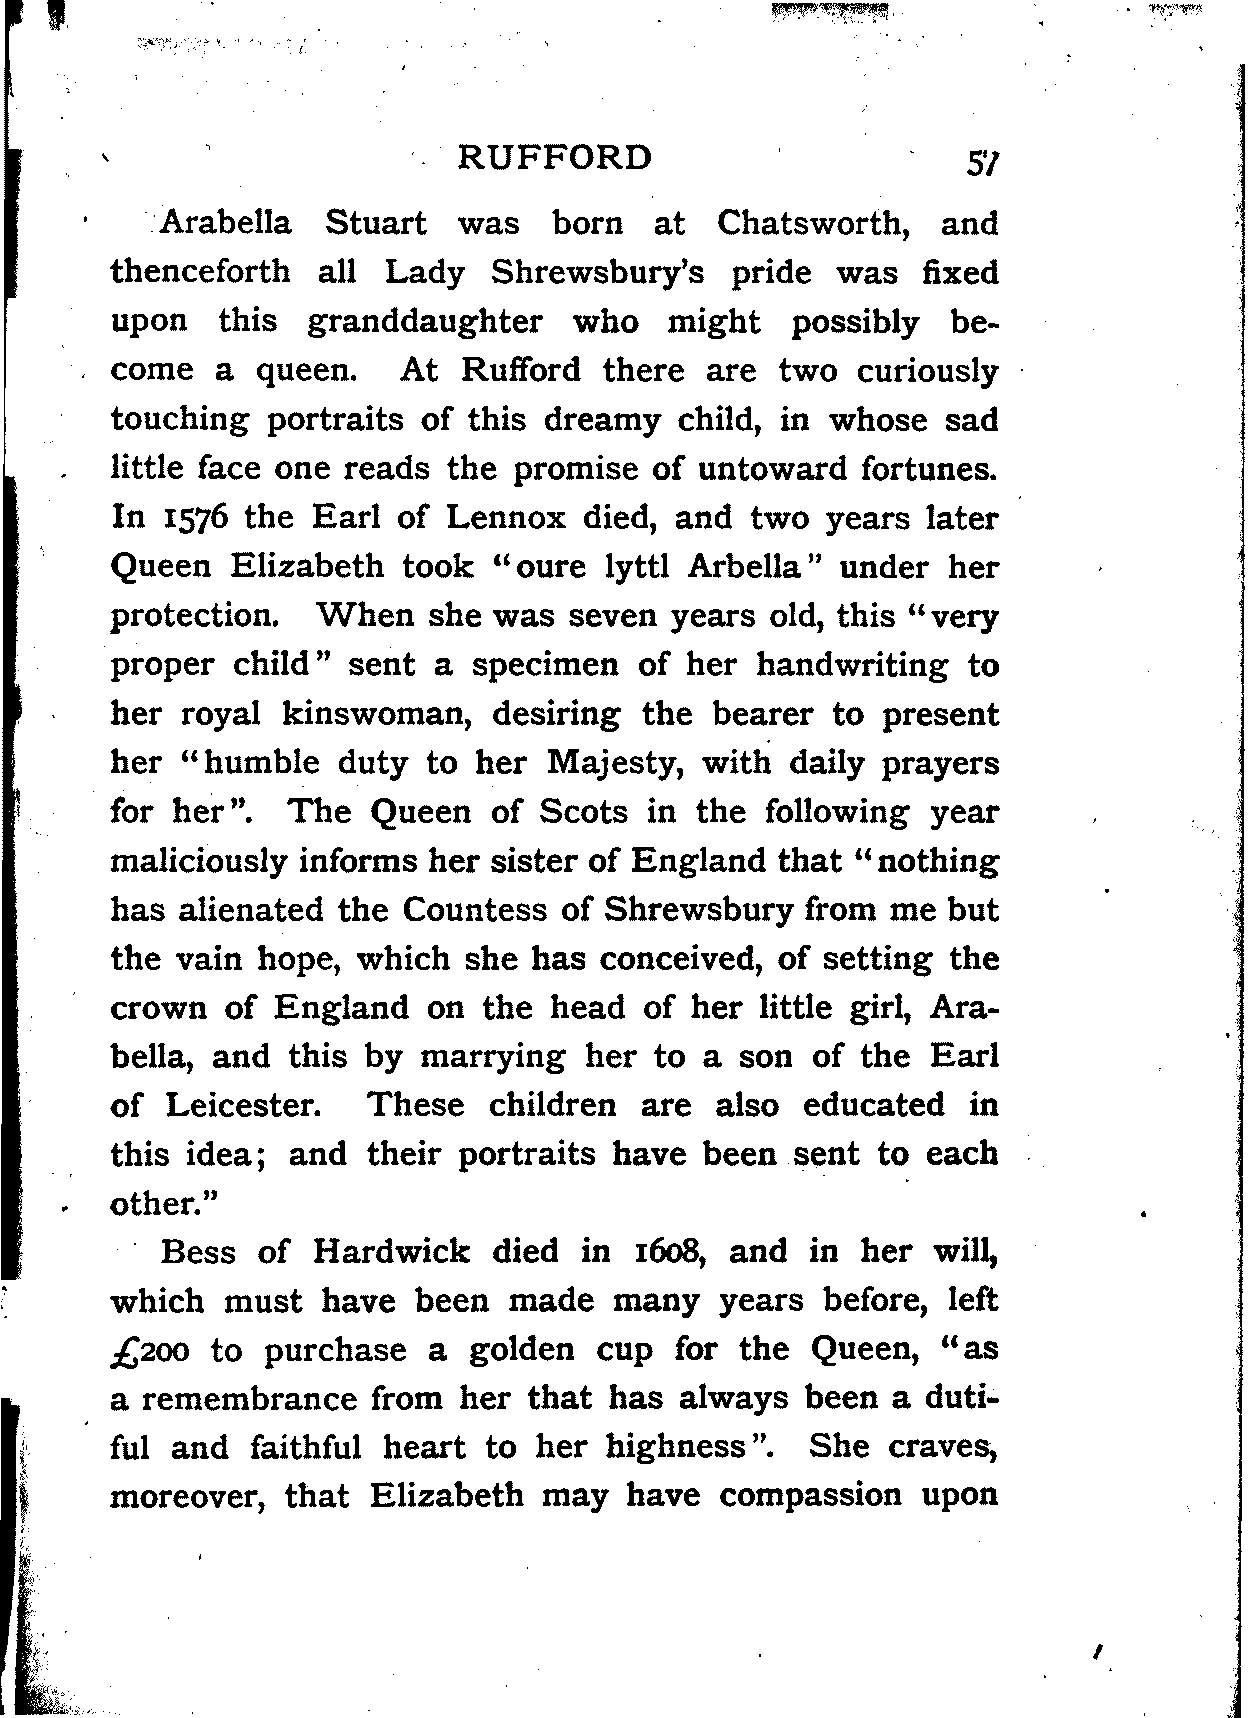 RUFFORD 57
Arabella Stuart was born at Chatsworth, and
thenceforth all Lady Shrewsbury's pride was fixed
upon this granddaughter who might possibly be-
come a queen. At Rufford there are two curiously
touching portraits of this dreamy child, in whose sad
little face one reads the promise of untoward fortunes.
In 1576 the Earl of Lennox died, and two years later
Queen Elizabeth took "oure lyttl Arbella" under her
protection. When she was seven years old, this "very
proper child" sent a specimen of her handwriting to
her royal kinswoman, desiring the bearer to present
her "humble duty to her Majesty, with daily prayers
for her". The Queen of Scots in the following year
maliciously informs her sister of England that "nothing
has alienated the Countess of Shrewsbury from me but
the vain hope, which she has conceived, of setting the
crown of England on the head of her little girl, Ara-
bella, and this by marrying her to a son of the Earl
of Leicester. These children are also educated in
this idea; and their portraits have been sent to each
other."
Bess of Hardwick died in 1608, and in her will,
which must have been made many years before, left
£200 to purchase a golden cup for the Queen, "as
a remembrance from her that has always been a duti-
ful and faithful heart to her highness". She craves,
moreover, that Elizabeth may have compassion upon